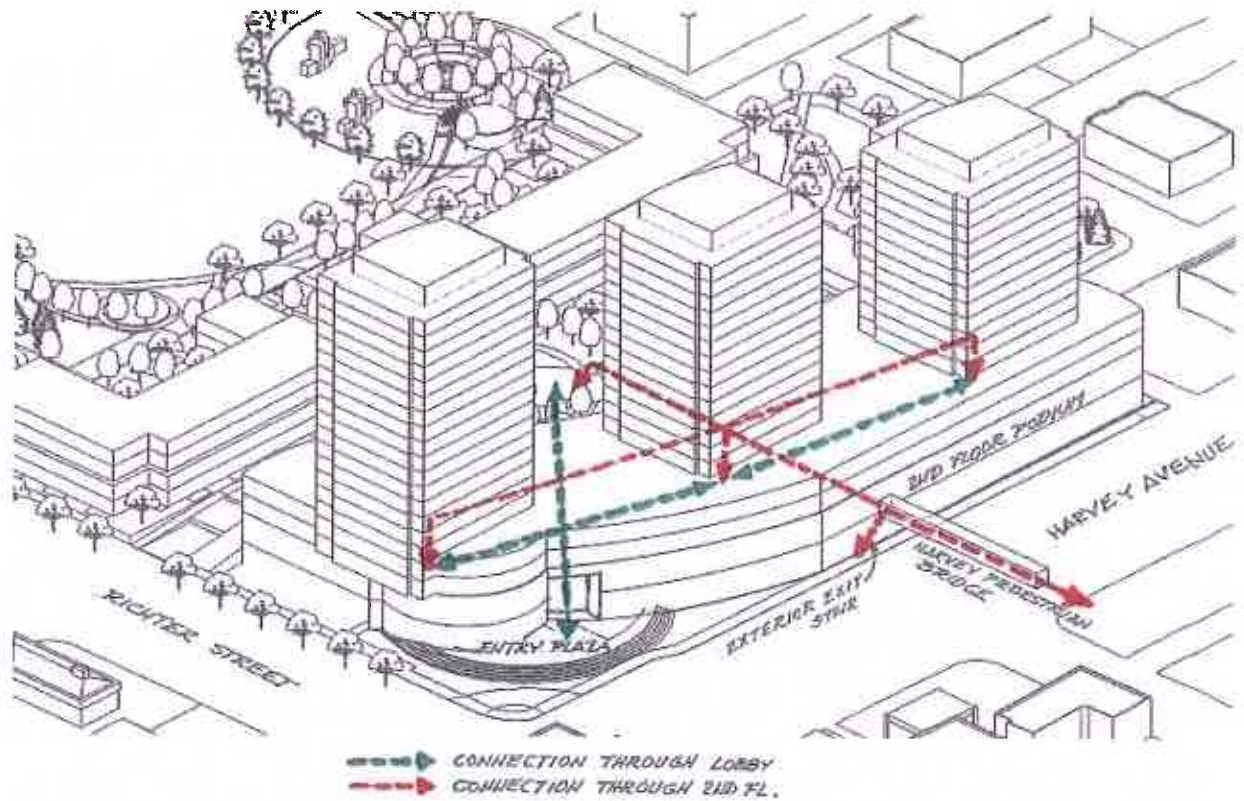 2ND FLOOR PODIUM
HARVEY AVENUE
HARVEY PEDESTRIAN
BRIDGE
EXTERIOR EXIT
STAIR
RICHTER STREET
ENTRY PLAZA
CONNECTION THROUGH LOBBY
CONNECTION THROUGH 2ND FL.